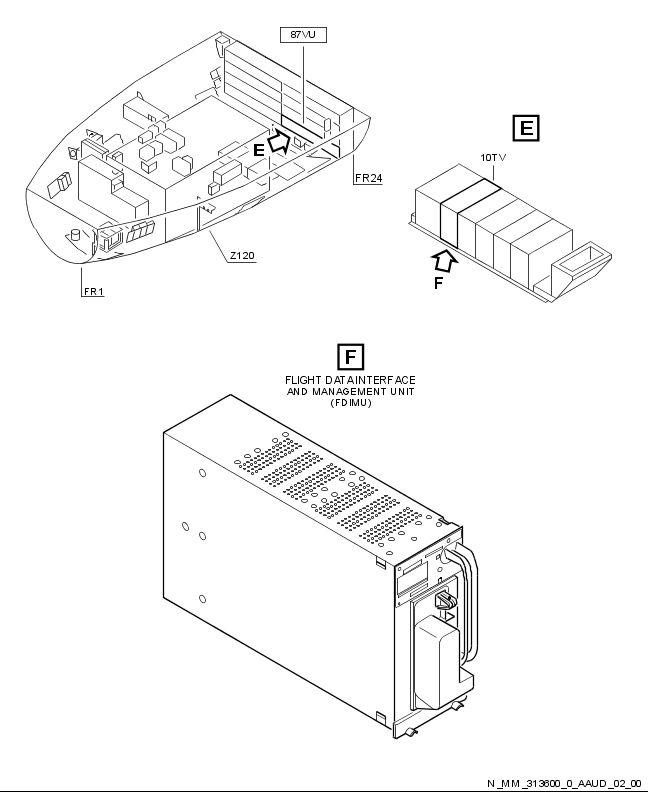 87VU
E
FR24
Z120
FR1
E
10TV
F
F
FLIGHT DATA INTERFACE
AND MANAGEMENT UNIT
(FDIMU)
N_MM_313600_0_AAUD_02_00